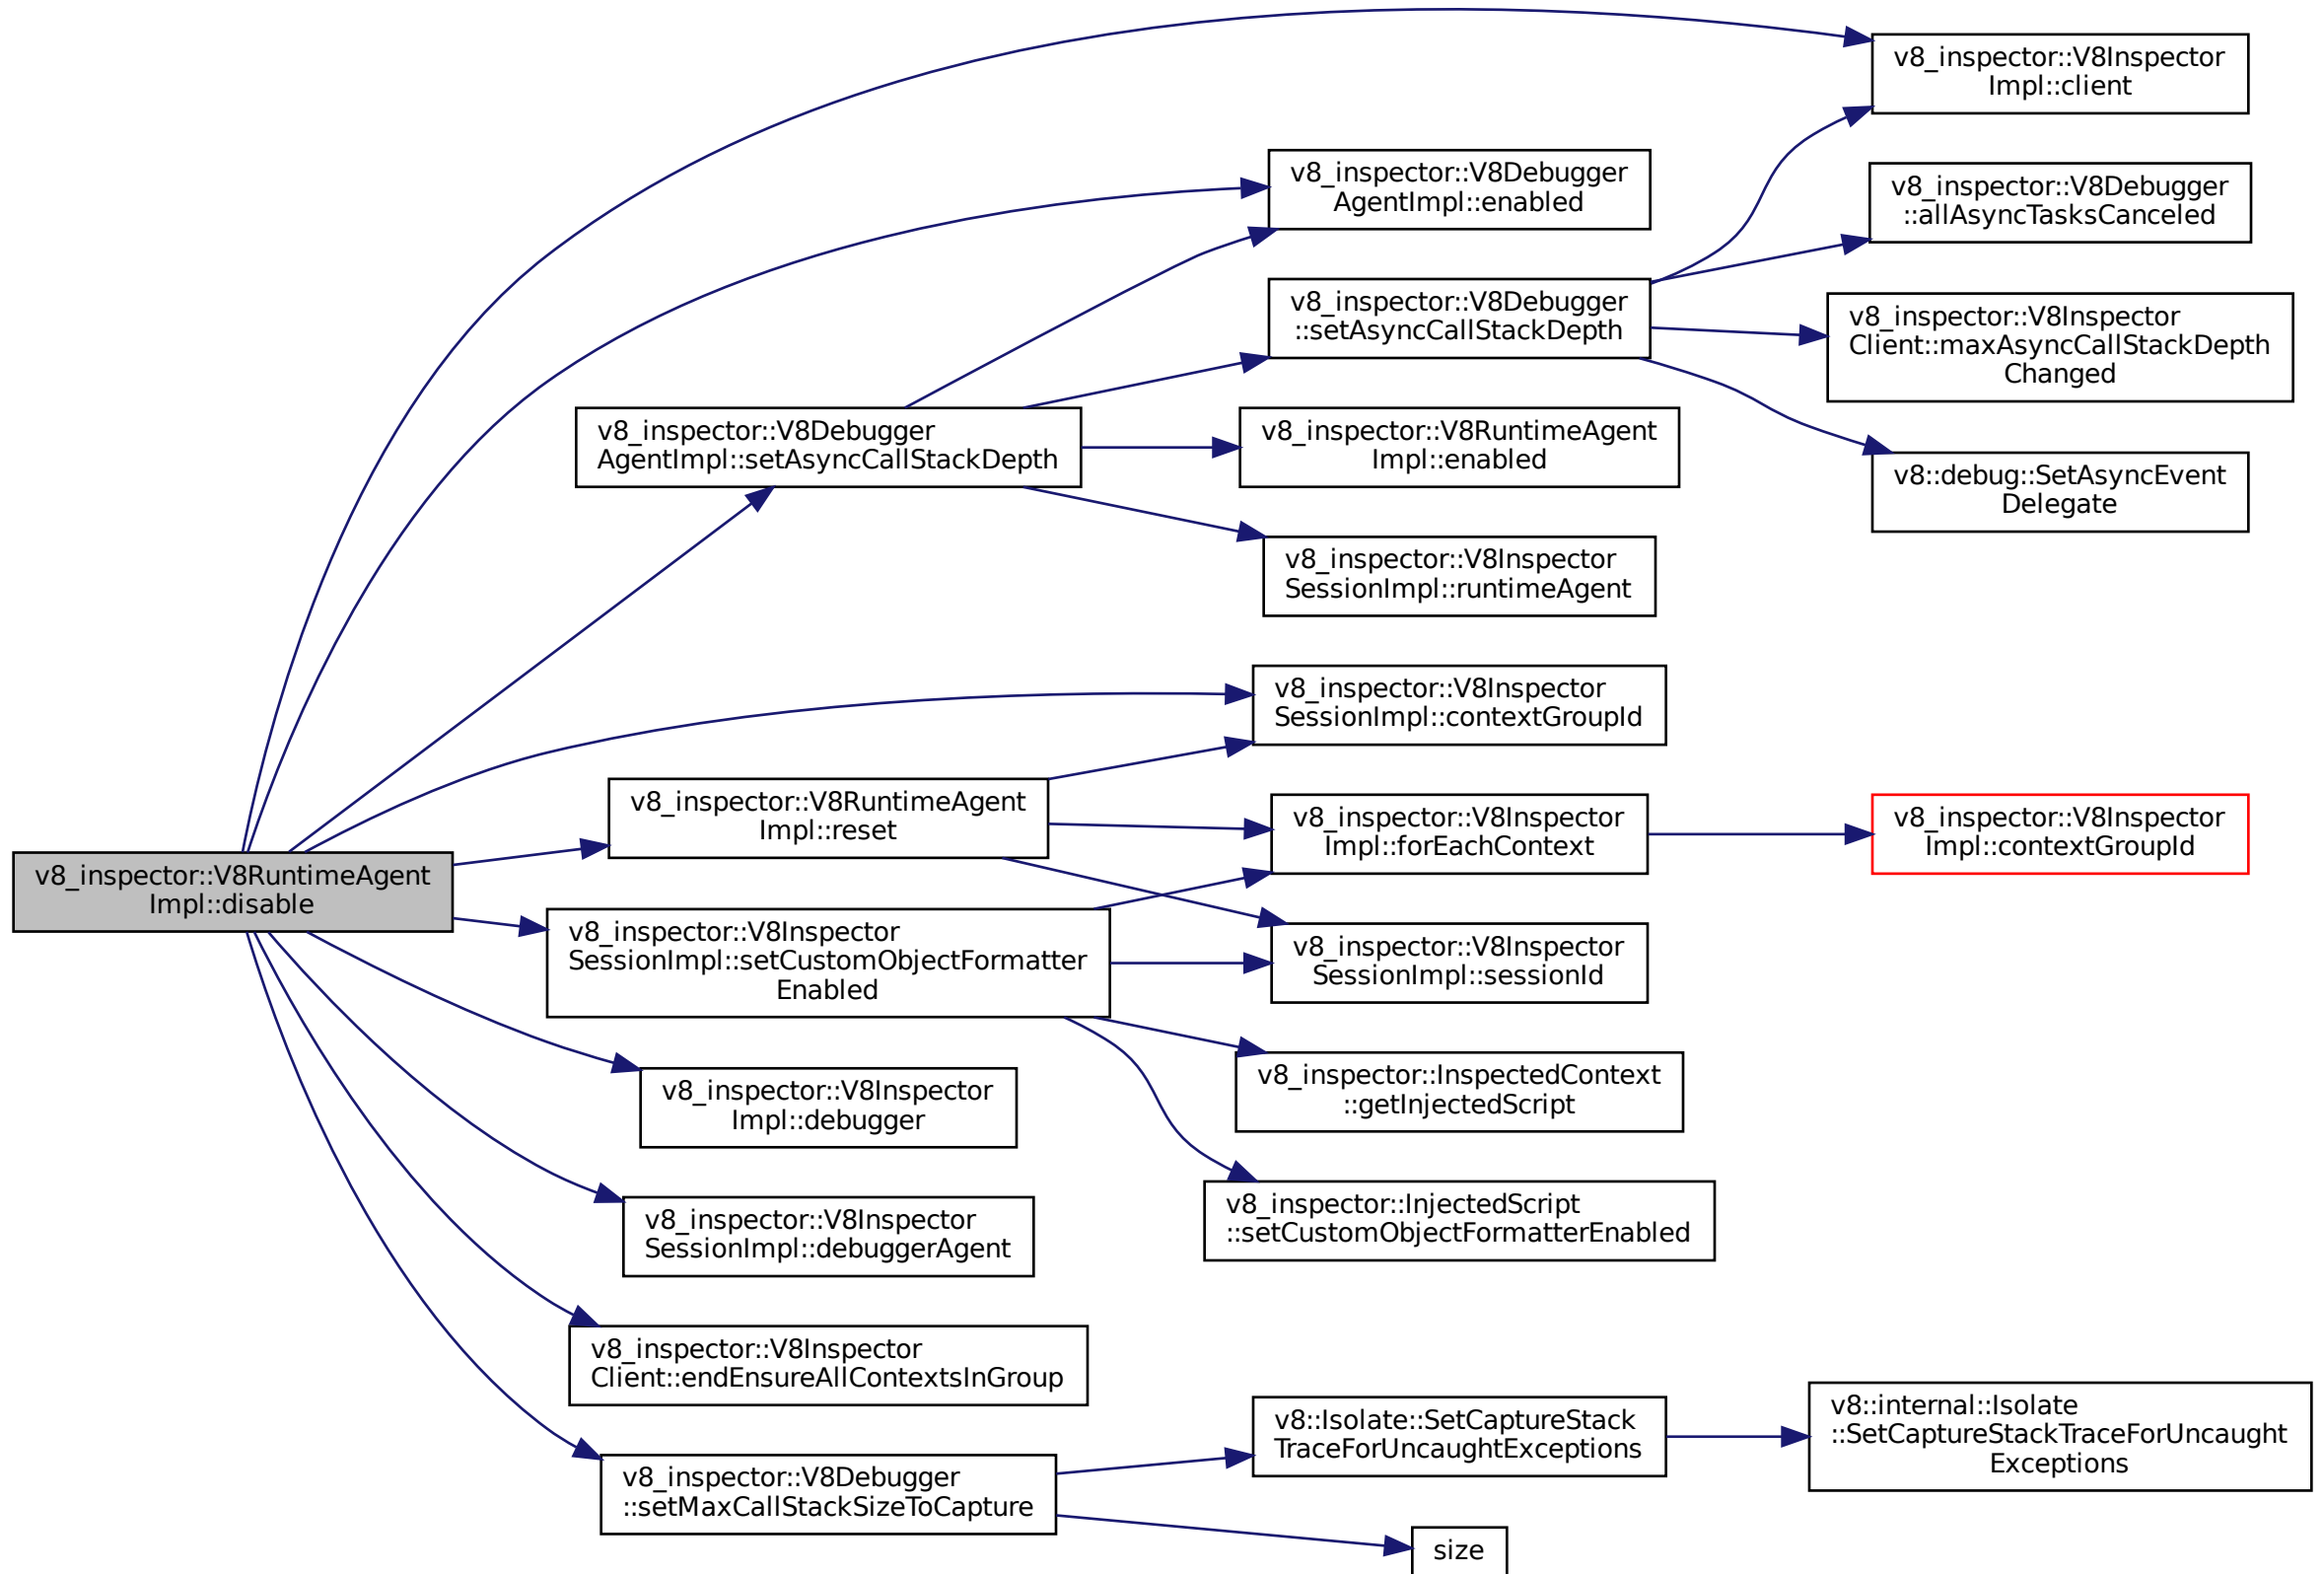 v8_inspector::V8RuntimeAgent
Impl::disable
v8_inspector::V8Inspector
Impl::client
v8_inspector::V8Debugger
AgentImpl::enabled
v8_inspector::V8Debugger
::allAsyncTasksCanceled
v8_inspector::V8Debugger
::setAsyncCallStackDepth
v8_inspector::V8Inspector
Client::maxAsyncCallStackDepth
Changed
v8_inspector::V8Debugger
AgentImpl::setAsyncCallStackDepth
v8_inspector::V8RuntimeAgent
Impl::enabled
v8::debug::SetAsyncEvent
Delegate
v8_inspector::V8Inspector
SessionImpl::runtimeAgent
v8_inspector::V8Inspector
SessionImpl::contextGroupId
v8_inspector::V8RuntimeAgent
Impl::reset
v8_inspector::V8Inspector
Impl::forEachContext
v8_inspector::V8Inspector
Impl::contextGroupId
v8_inspector::V8Inspector
SessionImpl::setCustomObjectFormatter
Enabled
v8_inspector::V8Inspector
SessionImpl::sessionId
v8_inspector::InspectedContext
::getInjectedScript
v8_inspector::V8Inspector
Impl::debugger
v8_inspector::InjectedScript
::setCustomObjectFormatterEnabled
v8_inspector::V8Inspector
SessionImpl::debuggerAgent
v8_inspector::V8Inspector
Client::endEnsureAllContextsInGroup
v8_inspector::V8Debugger
::setMaxCallStackSizeToCapture
v8::Isolate::SetCaptureStack
TraceForUncaughtExceptions
v8::internal::Isolate
::SetCaptureStackTraceForUncaught
Exceptions
size